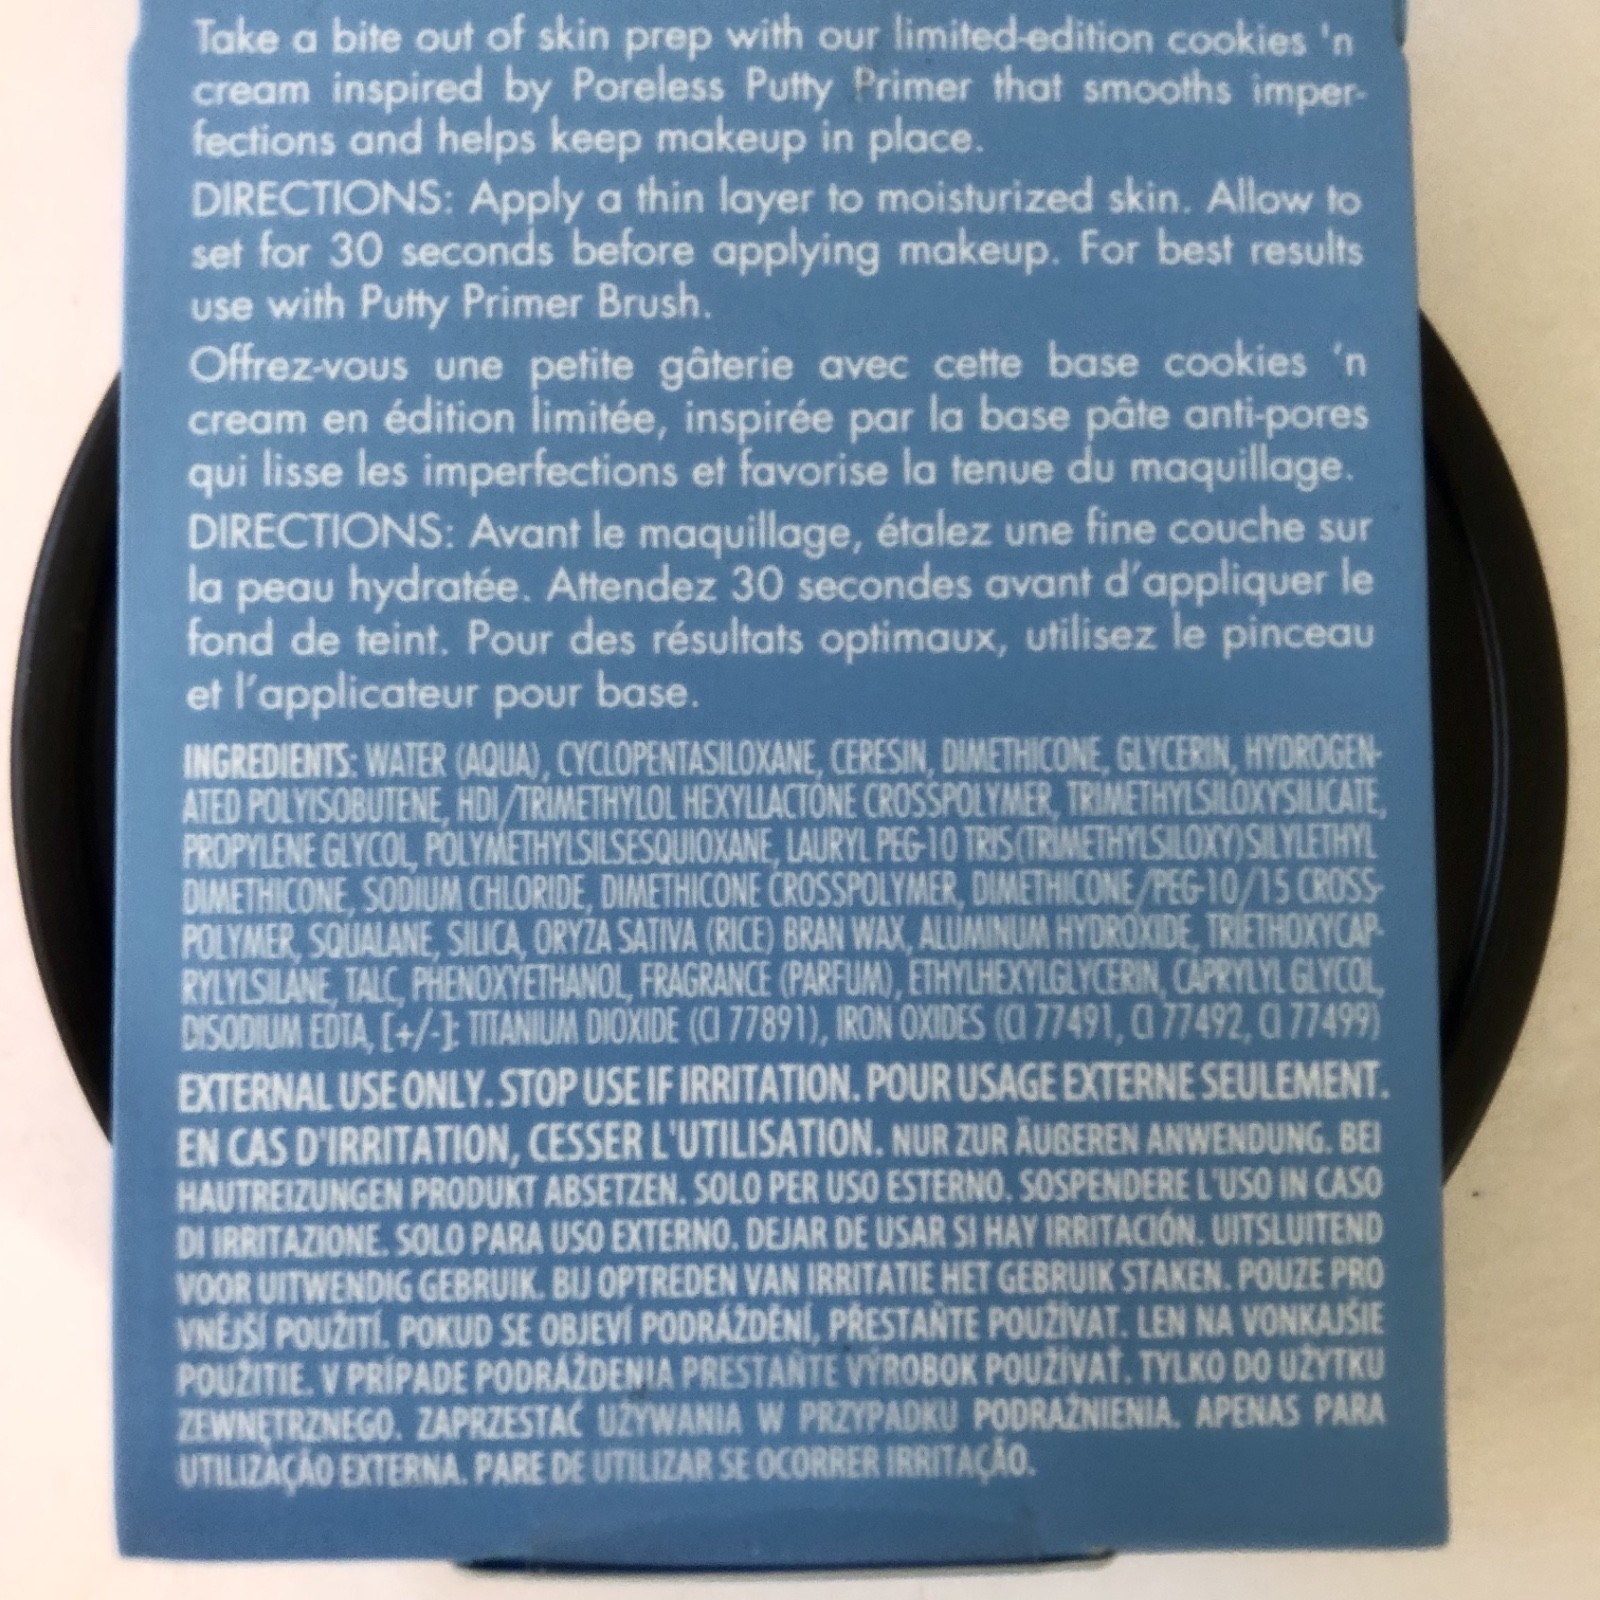 Take a bite out of skin prep with our limited-edition cookies 'n
cream inspired by Poreless Putty Primer that smooths imper-
fections and helps keep makeup in place.
DIRECTIONS: Apply a thin layer to moisturized skin. Allow to
set for 30 seconds before applying makeup. For best results
use with Putty Primer Brush.
Offrez-vous une petite gâterie avec cette base cookies 'n
cream en édition limitée, inspirée par la base pâte anti-pores
qui lisse les imperfections et favorise la tenue du maquillage.
DIRECTIONS: Avant le maquillage, étalez une fine couche sur
la peau hydratée. Attendez 30 secondes avant d'appliquer le
fond de teint. Pour des résultats optimaux, utilisez le pinceau
et l'applicateur pour base.
INGREDIENTS: WATER (AQUA), CYCLOPENTASILOXANE, CERESIN, DIMETHICONE, GLYCERIN, HYDROGEN-
ATED POLYISOBUTENE, HDI/TRIMETHYLOL HEXYLLACTONE CROSSPOLYMER, TRIMETHYLSILOXYSILICATE,
PROPYLENE GLYCOL, POLYMETHYLSILSESQUIOXANE, LAURYL PEG-10 TRIS(TRIMETHYLSILOXY)SILYLETHYL
DIMETHICONE, SODIUM CHLORIDE, DIMETHICONE CROSSPOLYMER, DIMETHICONE/PEG-10/15 CROSS-
POLYMER, SQUALANE, SILICA, ORYZA SATIVA (RICE) BRAN WAX, ALUMINUM HYDROXIDE, TRIETHOXYCAP-
RYLYLSILANE, TALC, PHENOXYETHANOL, FRAGRANCE (PARFUM), ETHYLHEXYLGLYCERIN, CAPRYLYL GLYCOL,
DISODIUM EDTA, [+/-]: TITANIUM DIOXIDE (CI 77891), IRON OXIDES (CI 77491, CI 77492, CI 77499)
EXTERNAL USE ONLY. STOP USE IF IRRITATION. POUR USAGE EXTERNE SEULEMENT.
EN CAS D'IRRITATION, CESSER L'UTILISATION. NUR ZUR ÄUßEREN ANWENDUNG. BEI
HAUTREIZUNGEN PRODUKT ABSETZEN. SOLO PER USO ESTERNO. SOSPENDERE L'USO IN CASO
DI IRRITAZIONE. SOLO PARA USO EXTERNO. DEJAR DE USAR SI HAY IRRITACIÓN. UITSLUITEND
VOOR UITWENDIG GEBRUIK. BIJ OPTREDEN VAN IRRITATIE HET GEBRUIK STAKEN. POUZE PRO
VNĚJŠÍ POUŽITÍ. POKUD SE OBJEVÍ PODRÁŽDĚNÍ, PŘESTAŇTE POUŽÍVAT. LEN NA VONKAJŠIE
POUŽITIE. V PRÍPADE PODRÁŽDENIA PRESTAŇTE VÝROBOK POUŽÍVAŤ. TYLKO DO UŻYTKU
ZEWNĘTRZNEGO. ZAPRZESTAĆ UŻYWANIA W PRZYPADKU PODRAŻNIENIA. APENAS PARA
UTILIZAÇÃO EXTERNA. PARE DE UTILIZAR SE OCORRER IRRITAÇÃO.